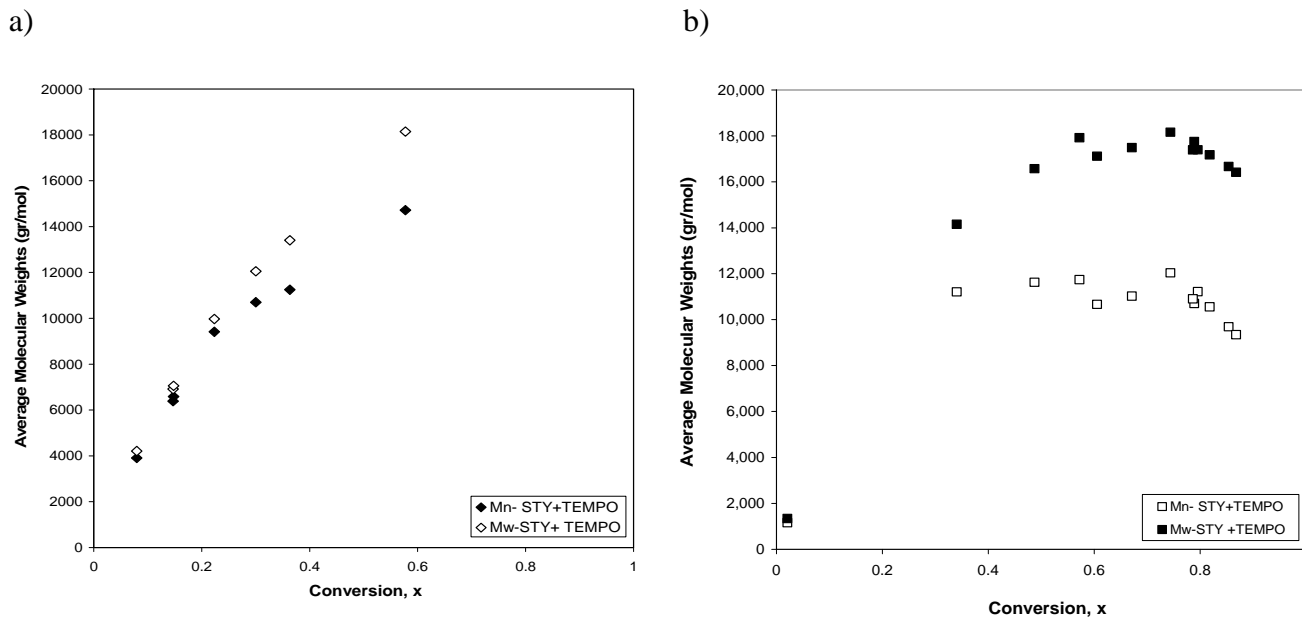 a)
20000
18000
16000
14000
12000
10000
8000
6000
4000
2000
0
0 0.2 0.4 0.6 0.8 1
Average Molecular Weights (gr/mol)
Conversion, x
Mn- STY+TEMPO
Mw-STY+ TEMPO
b)
20,000
18,000
16,000
14,000
12,000
10,000
8,000
6,000
4,000
2,000
0
0 0.2 0.4 0.6 0.8
Average Molecular Weights (gr/mol)
Conversion, x
Mn- STY+TEMPO
Mw-STY +TEMPO